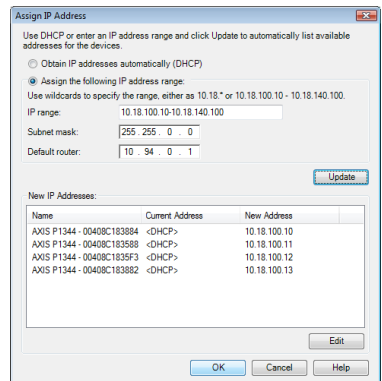 Assign IP Address
Use DHCP or enter an IP address range and click Update to automatically list available
addresses for the devices.
Obtain IP addresses automatically (DHCP)
Assign the following IP address range:
Use wildcards to specify the range, either as 10.18.* or 10.18.100.10 - 10.18.140.100.
IP range: 10.18.100.10-10.18.140.100
Subnet mask: 255 . 255 . 0 . 0
Default router: 10 . 94 . 0 . 1
Update
New IP Addresses:
Name Current Address New Address
AXIS P1344 - 00408C183884 <DHCP> 10.18.100.10
AXIS P1344 - 00408C183588 <DHCP> 10.18.100.11
AXIS P1344 - 00408C1835F3 <DHCP> 10.18.100.12
AXIS P1344 - 00408C183882 <DHCP> 10.18.100.13
Edit
OK Cancel Help